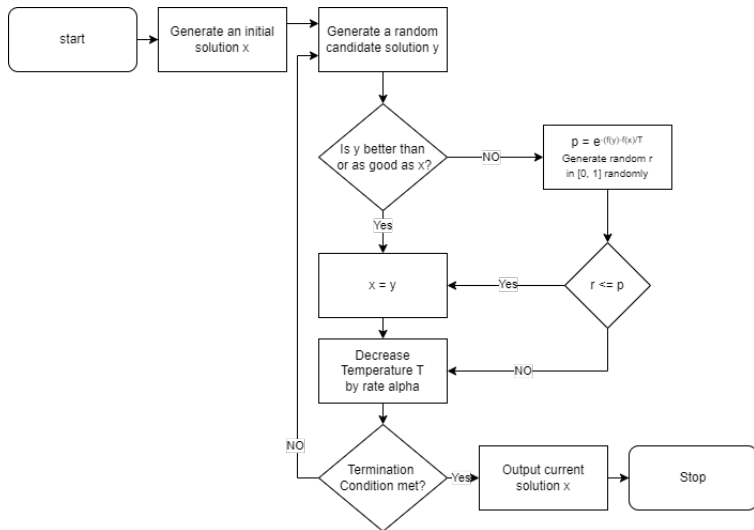 start
Generate an initial
solution x
Generate a random
candidate solution y
Is y better than
or as good as x?
NO
p = e-(f(y)-f(x)/T
Generate random r
in [0, 1] randomly
Yes
x = y
Yes
r <= p
Decrease
Temperature T
by rate alpha
NO
NO
Termination
Condition met?
Yes
Output current
solution x
Stop